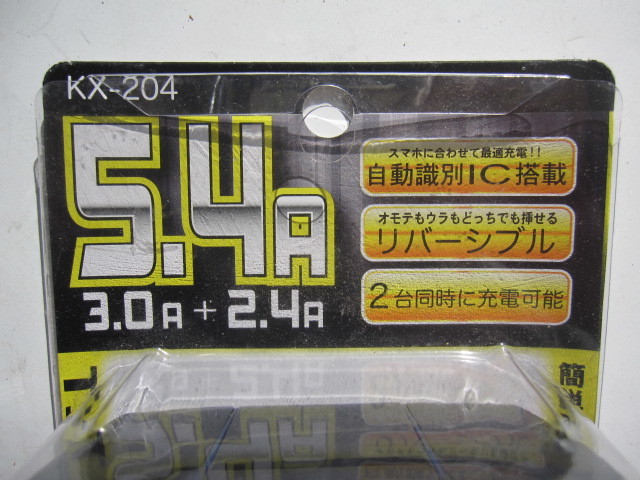 KX-204
5.4A
3.0A+2.4A
スマホに合わせて最適充電!!
自動識別IC搭載
オモテもウラもどっちでも挿せる
リバーシブル
2台同時に充電可能
簡単